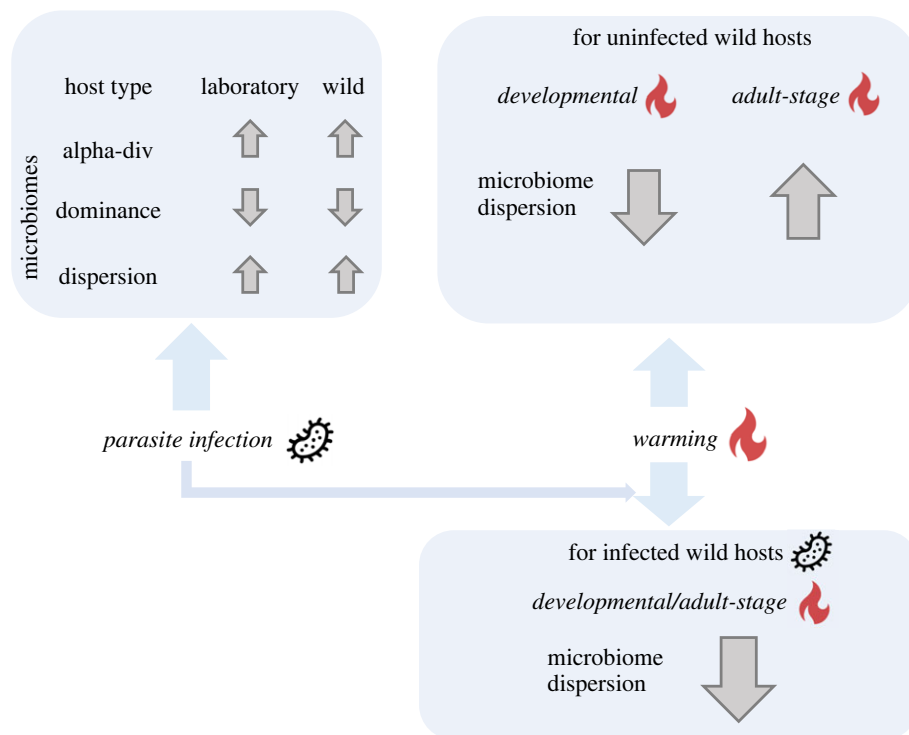 host type laboratory wild
alpha-div
dominance
dispersion
microbiomes
for uninfected wild hosts
developmental adult-stage
microbiome
dispersion
parasite infection
warming
for infected wild hosts
developmental/adult-stage
microbiome
dispersion